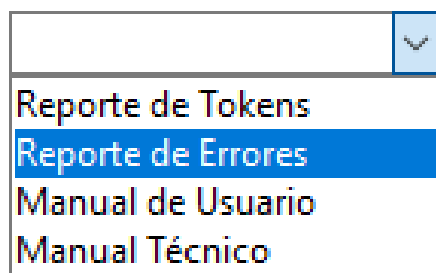 Reporte de Tokens
Reporte de Errores
Manual de Usuario
Manual Técnico